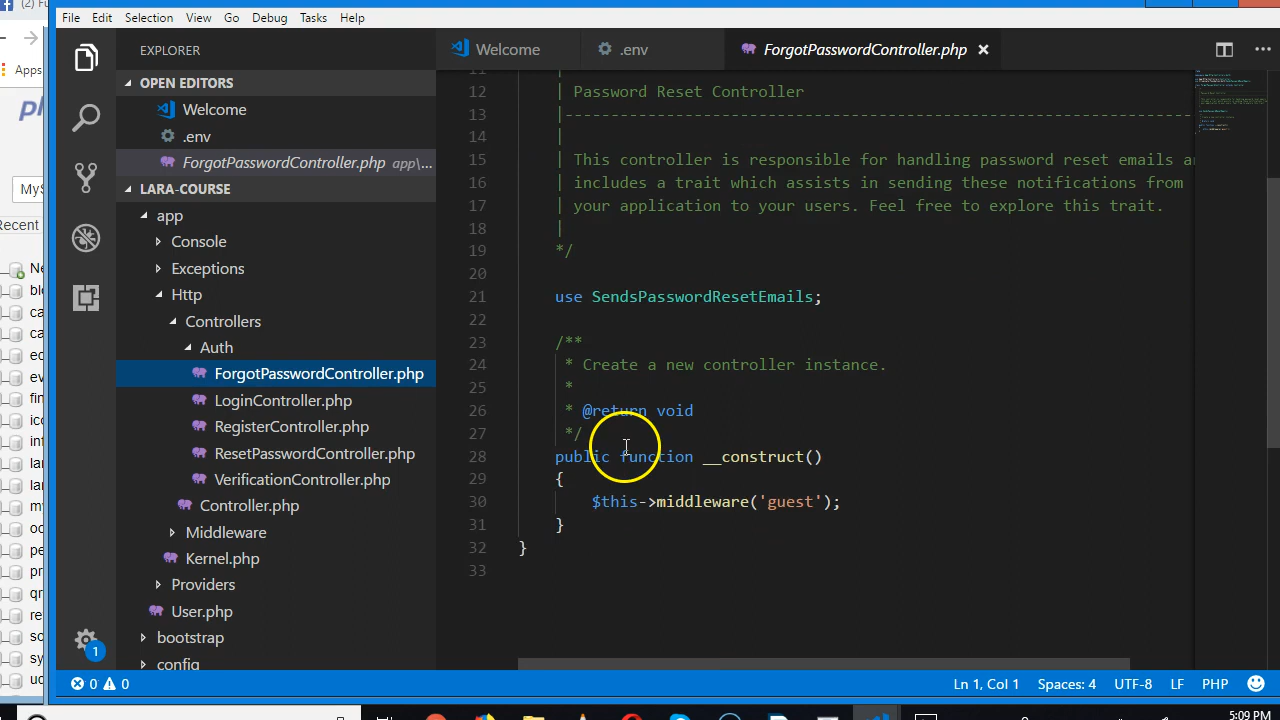 File Edit Selection View Go Debug Tasks Help
EXPLORER
OPEN EDITORS
Welcome
.env
ForgotPasswordController.php app\...
LARA-COURSE
app
Console
Exceptions
Http
Controllers
Auth
ForgotPasswordController.php
LoginController.php
RegisterController.php
ResetPasswordController.php
VerificationController.php
Controller.php
Middleware
Kernel.php
Providers
User.php
bootstrap
config
1
Apps
Recent
Welcome
.env
ForgotPasswordController.php
11 |
12 | Password Reset Controller
13 |--------------------------------------------------------------------
14 |
15 | This controller is responsible for handling password reset emails
16 | includes a trait which assists in sending these notifications from
17 | your application to your users. Feel free to explore this trait.
18 |
19 */
20
21 use SendsPasswordResetEmails;
22
23 /**
24 * Create a new controller instance.
25 *
26 * @return void
27 */
28 public function __construct()
29 {
30 $this->middleware('guest');
31 }
32 }
33
0 0
Ln 1, Col 1 Spaces: 4 UTF-8 LF PHP
5:09 PM